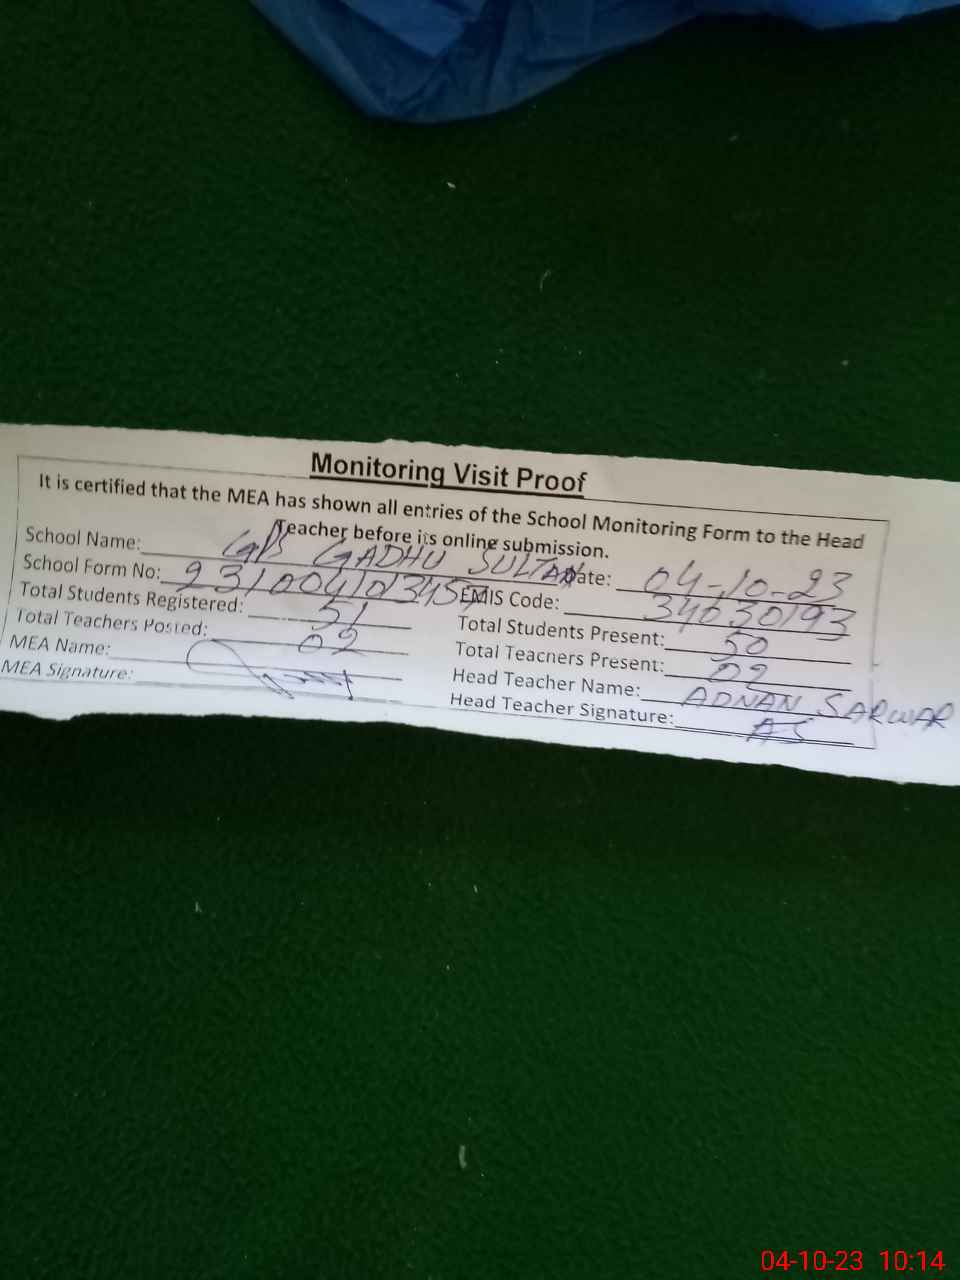 Monitoring Visit Proof
It is certified that the MEA has shown all entries of the School Monitoring Form to the Head
Teacher before its online submission.
School Name: GPS GADHU SULTAN Date: 04-10-23
School Form No: EMIS Code: 34630193
Total Students Registered: 51 Total Students Present: 50
Total Teachers Posted: 02 Total Teachers Present: 02
MEA Name: Head Teacher Name: ADNAN SARWAR
MEA Signature: Head Teacher Signature: AS
04-10-23 10:14